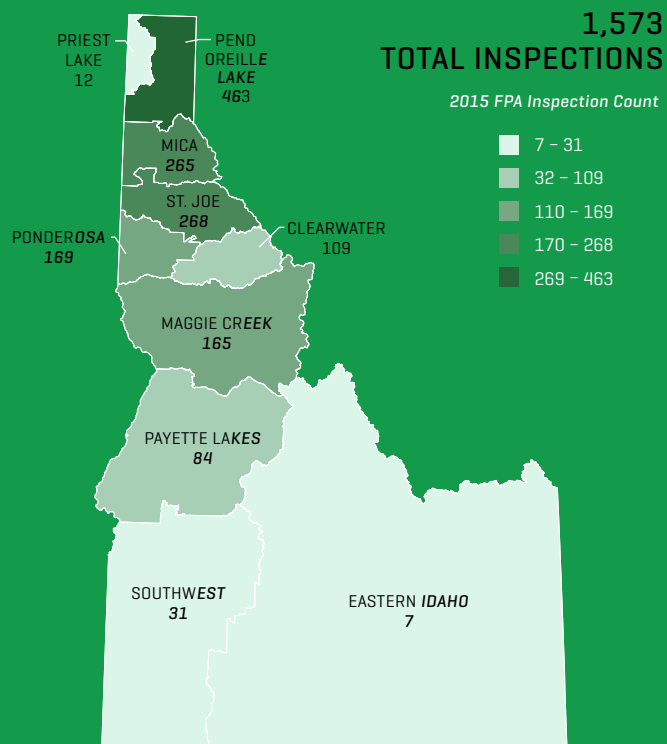 1,573
TOTAL INSPECTIONS
2015 FPA Inspection Count
7 – 31
32 – 109
110 – 169
170 – 268
269 – 463
PRIEST
LAKE
12
PEND
OREILLE
LAKE
463
MICA
265
ST. JOE
268
PONDEROSA
169
CLEARWATER
109
MAGGIE CREEK
165
PAYETTE LAKES
84
SOUTHWEST
31
EASTERN IDAHO
7